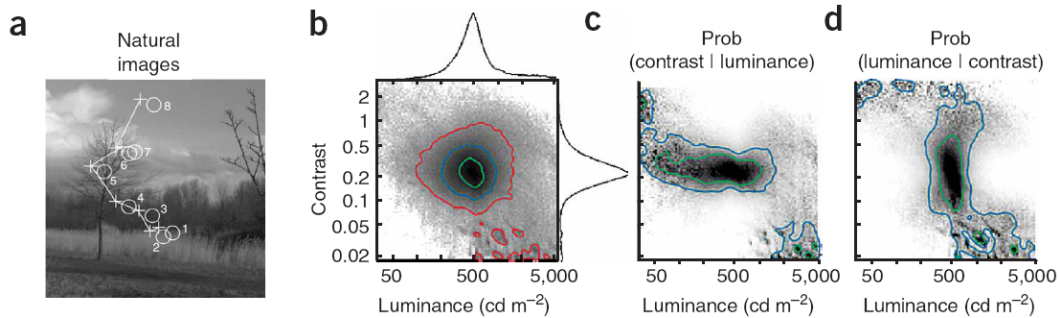 a
Natural
images
8
7
6
5
4
3
2
1
b
Contrast
2
1
0.5
0.2
0.1
0.05
0.02
50 500 5,000
Luminance (cd m⁻²)
c
Prob
(contrast | luminance)
50 500 5,000
Luminance (cd m⁻²)
d
Prob
(luminance | contrast)
50 500 5,000
Luminance (cd m⁻²)